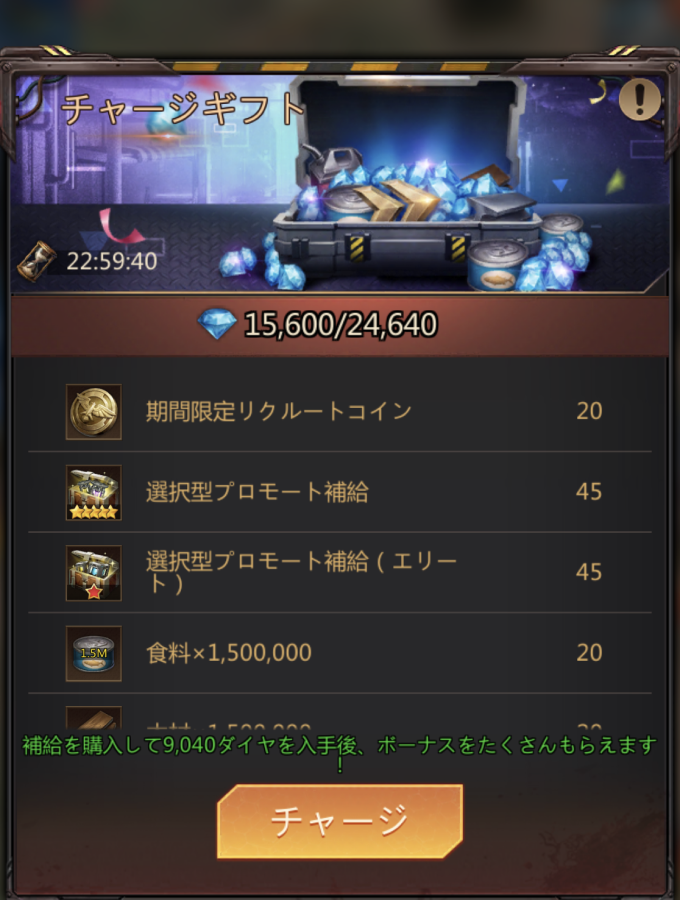 チャージギフト
22:59:40
15,600/24,640
期間限定リクルートコイン 20
選択型プロモート補給 45
選択型プロモート補給(エリー
ト) 45
1.5M
食料×1,500,000 20
補給を購入して9,040ダイヤを入手後、ボーナスをたくさんもらえます
!
チャージ